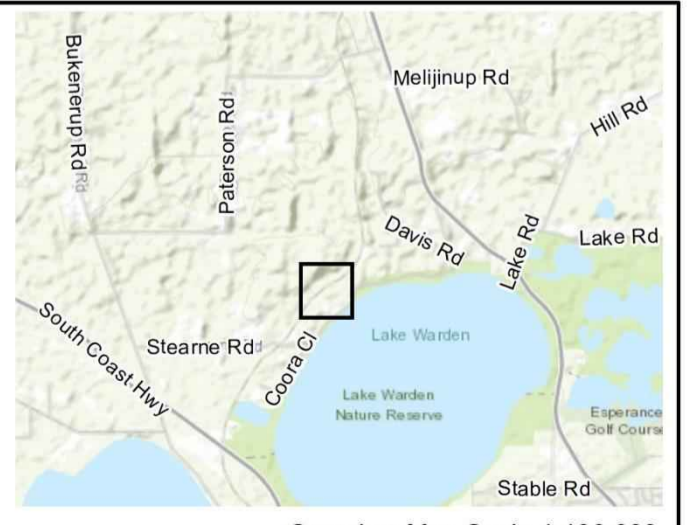 Bukenerup Rd
Rd
Paterson Rd
Melijinup Rd
Hill Rd
Davis Rd
Lake Rd
Lake Rd
South Coast Hwy
Stearne Rd
Coora Cl
Lake Warden
Lake Warden
Nature Reserve
Esperance
Golf Course
Stable Rd